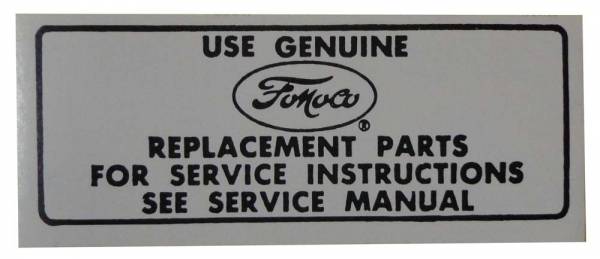 USE GENUINE
FoMoCo
®
REPLACEMENT PARTS
FOR SERVICE INSTRUCTIONS
SEE SERVICE MANUAL